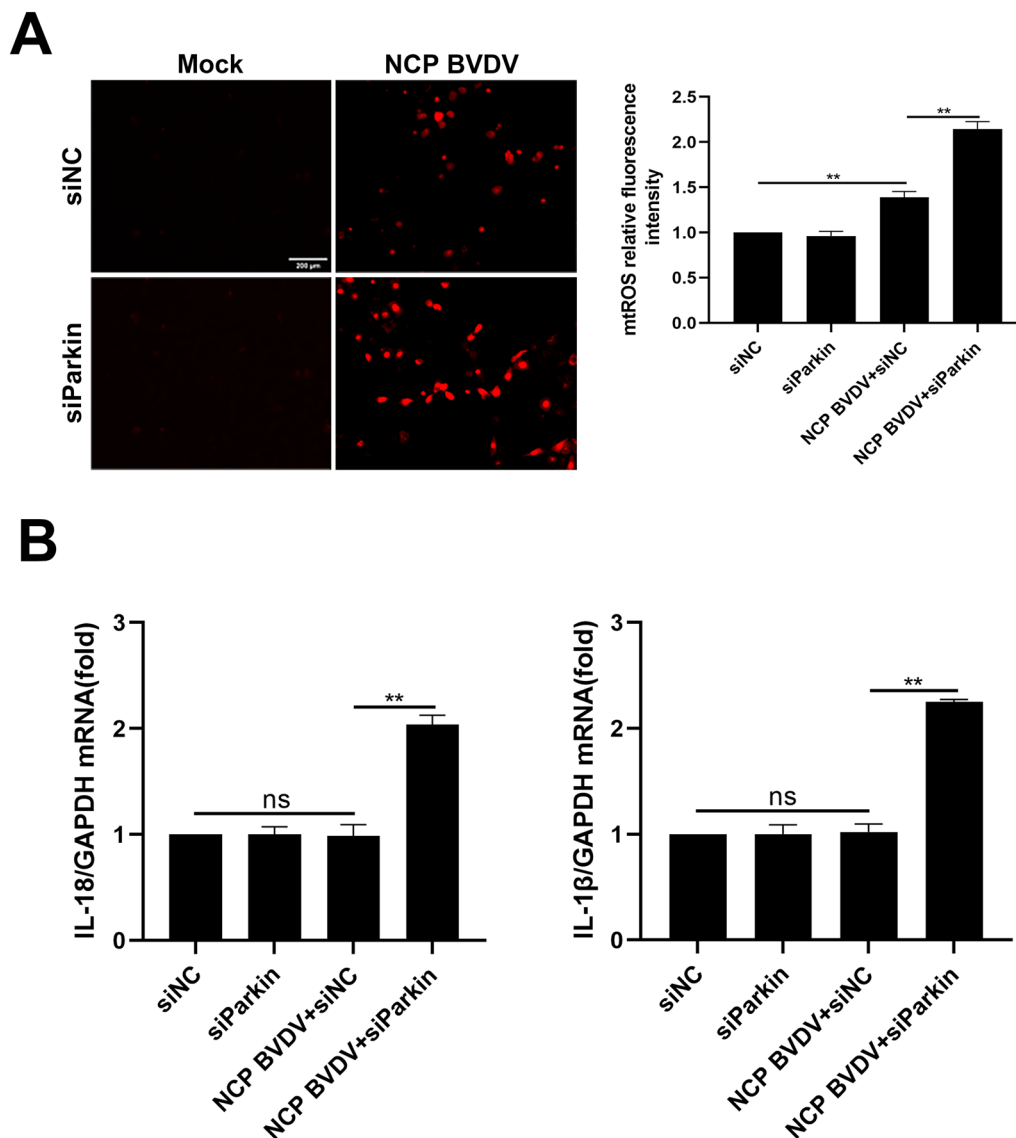 A
Mock
NCP BVDV
siNC
200 μm
siParkin
mtROS relative fluorescence
intensity
2.5
2.0
1.5
1.0
0.5
0.0
**
**
siNC
siParkin
NCP BVDV+siNC
NCP BVDV+siParkin
B
IL-18/GAPDH mRNA(fold)
3
2
1
0
ns
**
siNC
siParkin
NCP BVDV+siNC
NCP BVDV+siParkin
IL-1β/GAPDH mRNA(fold)
3
2
1
0
ns
**
siNC
siParkin
NCP BVDV+siNC
NCP BVDV+siParkin